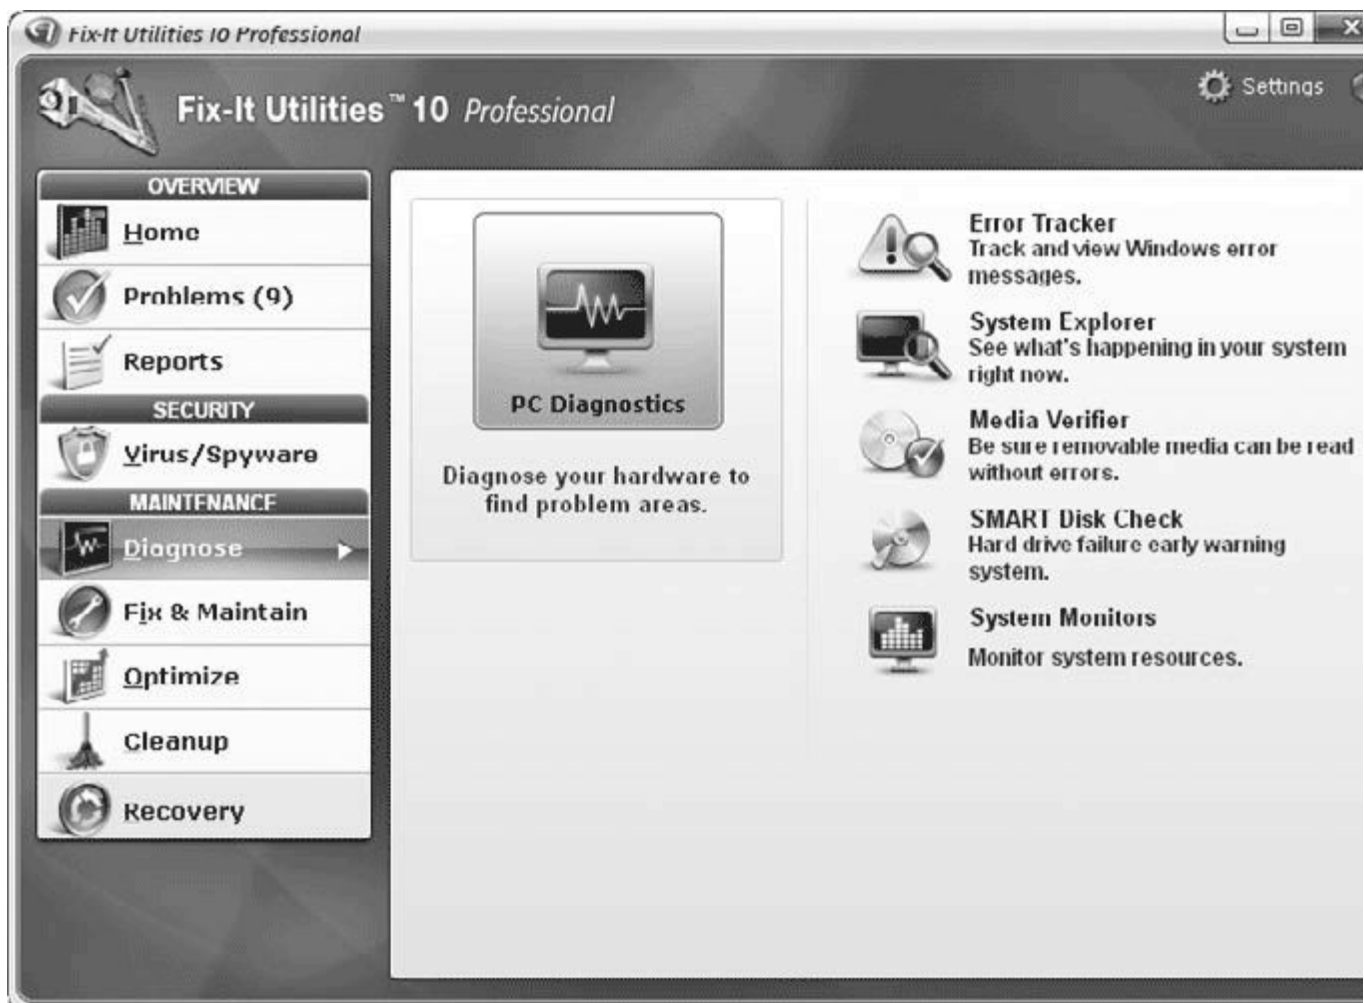 Fix-It Utilities 10 Professional
Fix-It Utilities™ 10 Professional
Settings
OVERVIEW
Home
Problems (9)
Reports
SECURITY
Virus/Spyware
MAINTENANCE
Diagnose
Fix & Maintain
Optimize
Cleanup
Recovery
PC Diagnostics
Diagnose your hardware to
find problem areas.
Error Tracker
Track and view Windows error
messages.
System Explorer
See what's happening in your system
right now.
Media Verifier
Be sure removable media can be read
without errors.
SMART Disk Check
Hard drive failure early warning
system.
System Monitors
Monitor system resources.